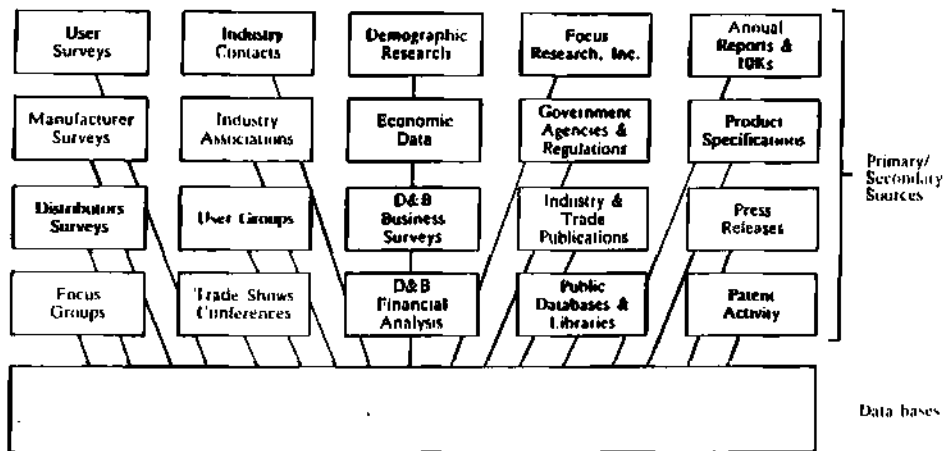 User
Surveys
Industry
Contacts
Demographic
Research
Focus
Research, Inc.
Annual
Reports &
10Ks
Manufacturer
Surveys
Industry
Associations
Economic
Data
Government
Agencies &
Regulations
Product
Specifications
Primary/
Secondary
Sources
Distributors
Surveys
User Groups
D&B
Business
Surveys
Industry &
Trade
Publications
Press
Releases
Focus
Groups
Trade Shows
Conferences
D&B
Financial
Analysis
Public
Databases &
Libraries
Patent
Activity
Data bases